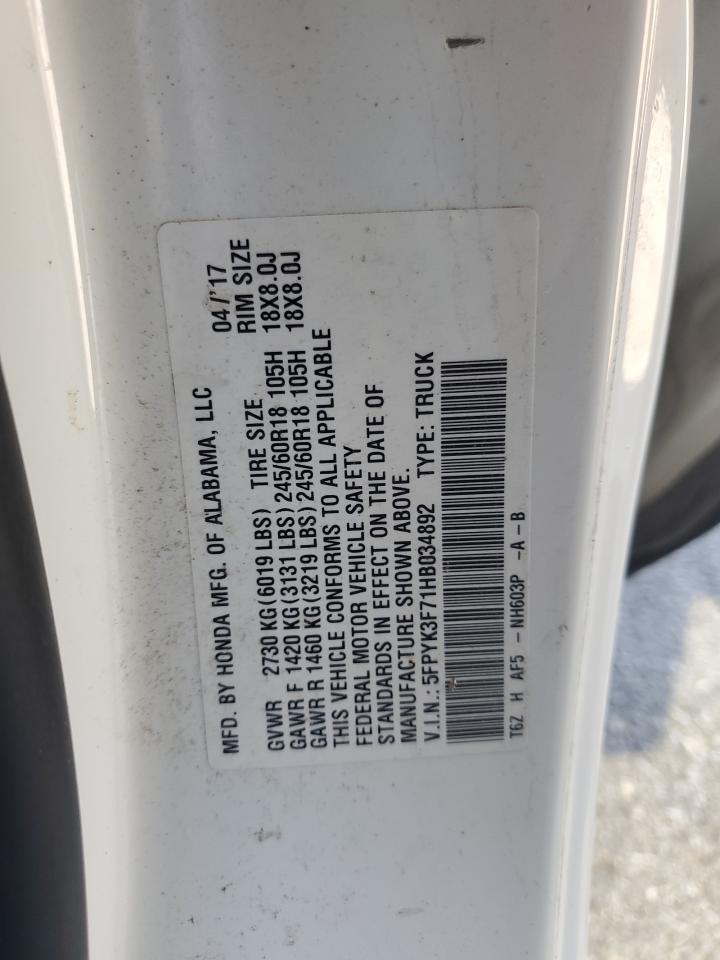 MFD. BY HONDA MFG. OF ALABAMA, LLC 04/'17
GVWR 2730 KG(6019 LBS) TIRE SIZE RIM SIZE
GAWR F 1420 KG(3131 LBS)245/60R18 105H 18X8.0J
GAWR R 1460 KG(3219 LBS)245/60R18 105H 18X8.0J
THIS VEHICLE CONFORMS TO ALL APPLICABLE
FEDERAL MOTOR VEHICLE SAFETY
STANDARDS IN EFFECT ON THE DATE OF
MANUFACTURE SHOWN ABOVE.
V.I.N.:5FPYK3F71HB034892 TYPE: TRUCK
T6Z H AF5 - NH603P -A-B